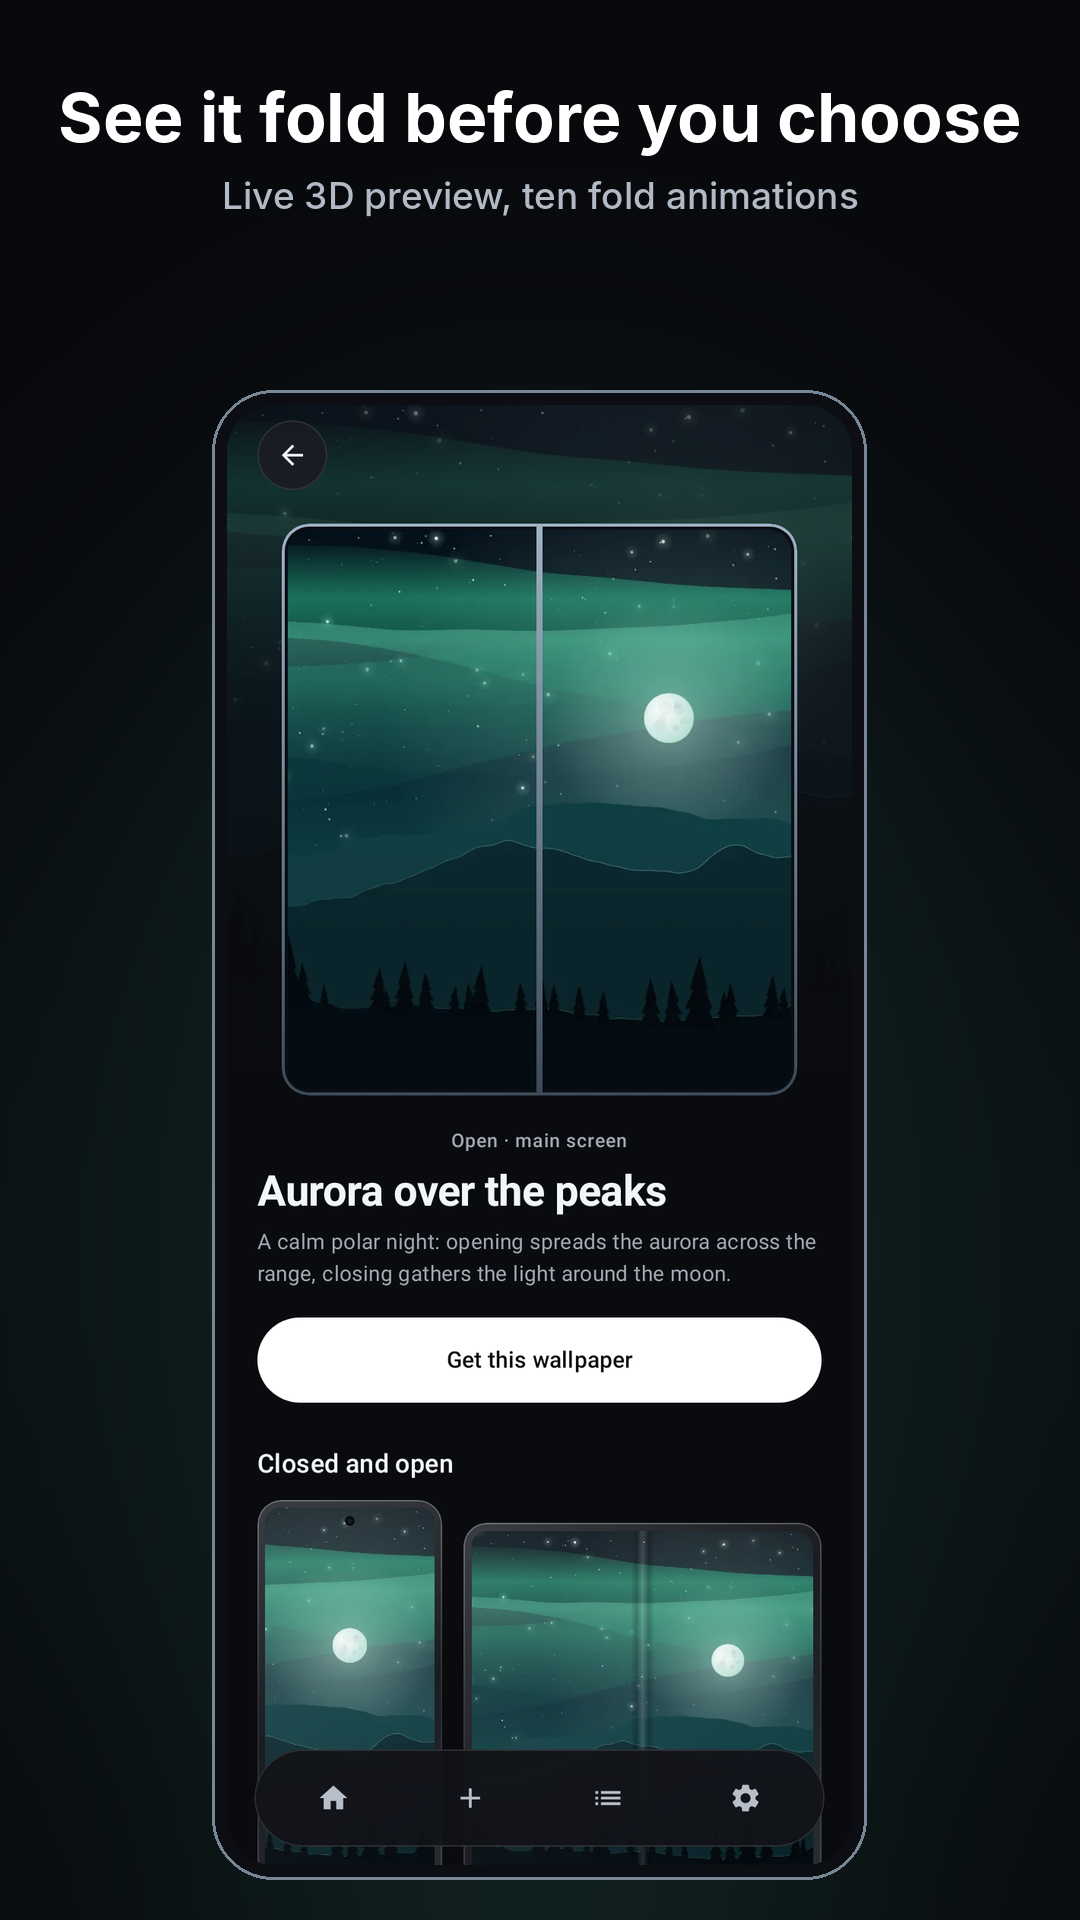 See it fold before you choose
Live 3D preview, ten fold animations
Open · main screen
Aurora over the peaks
A calm polar night: opening spreads the aurora across the
range, closing gathers the light around the moon.
Get this wallpaper
Closed and open